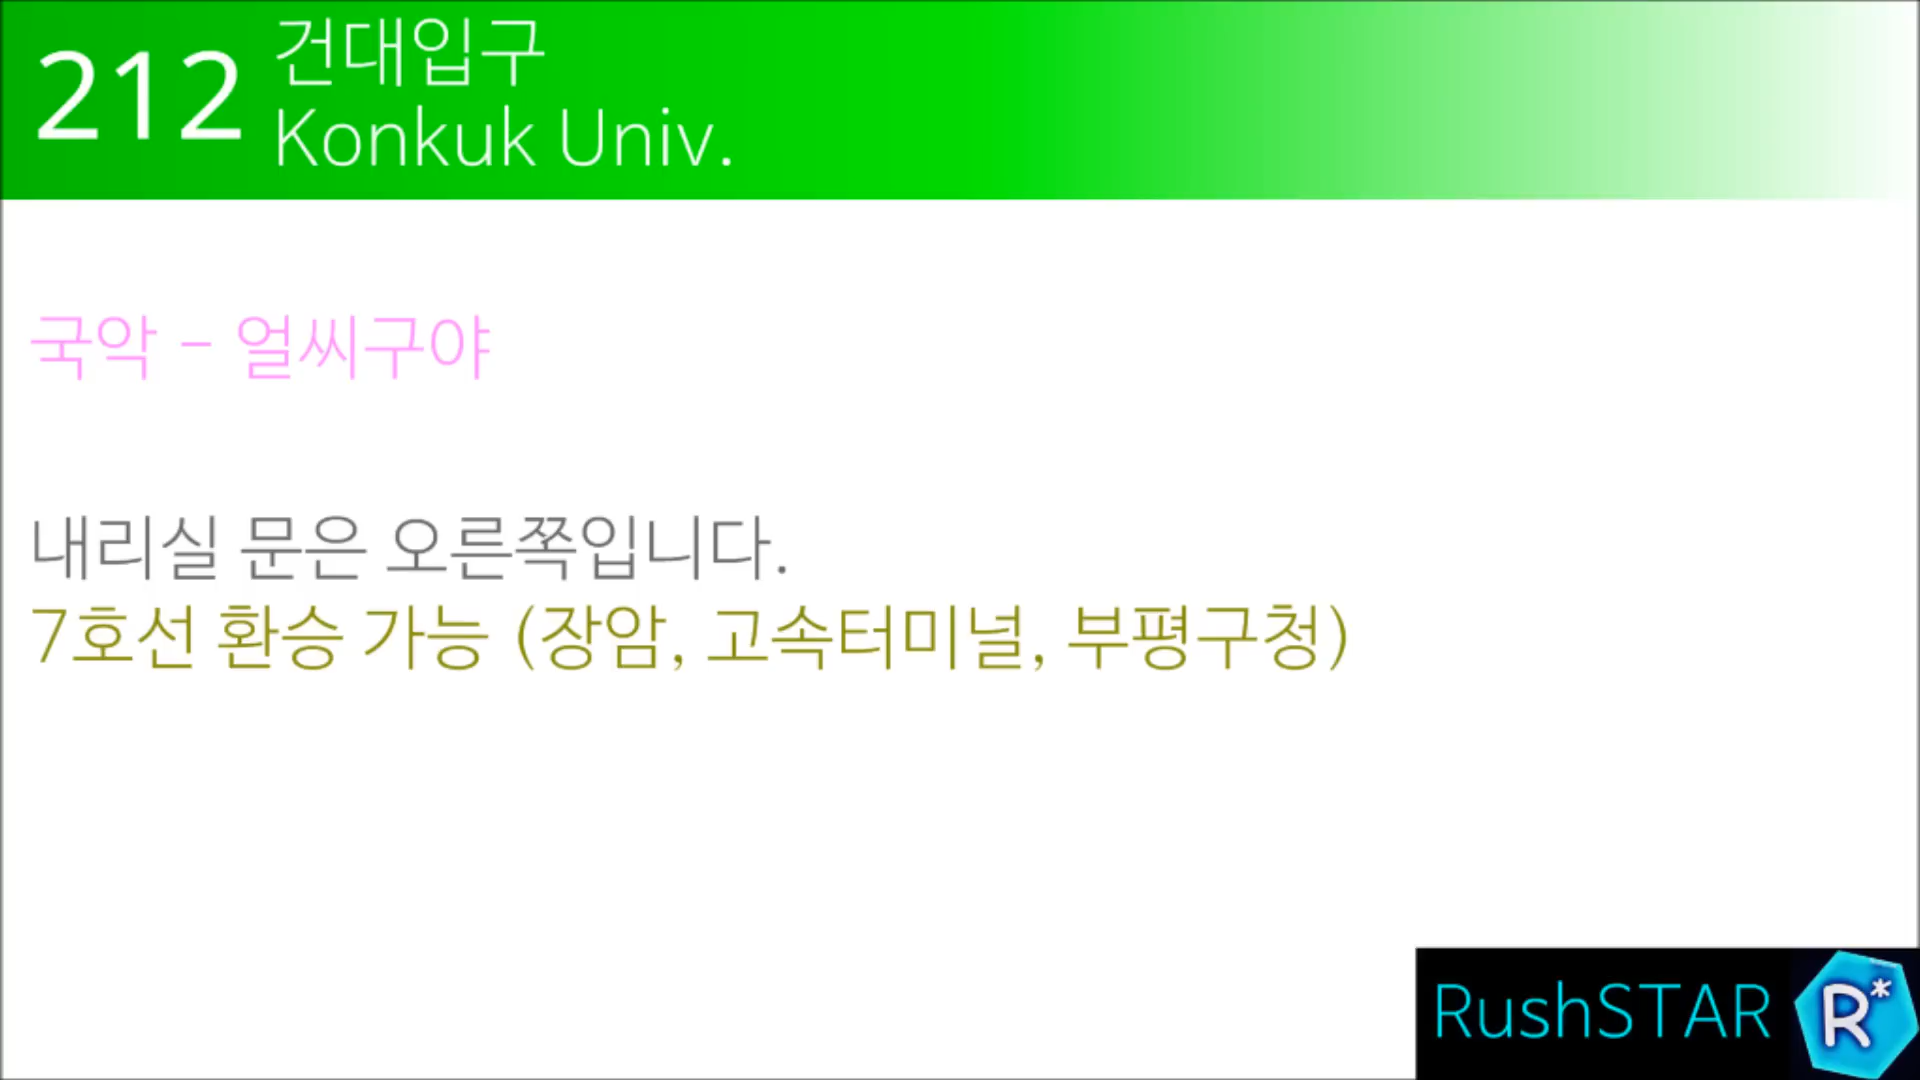 212
건대입구
Konkuk Univ.
국악 - 얼씨구야
내리실 문은 오른쪽입니다.
7호선 환승 가능 (장암, 고속터미널, 부평구청)
RushSTAR
R*